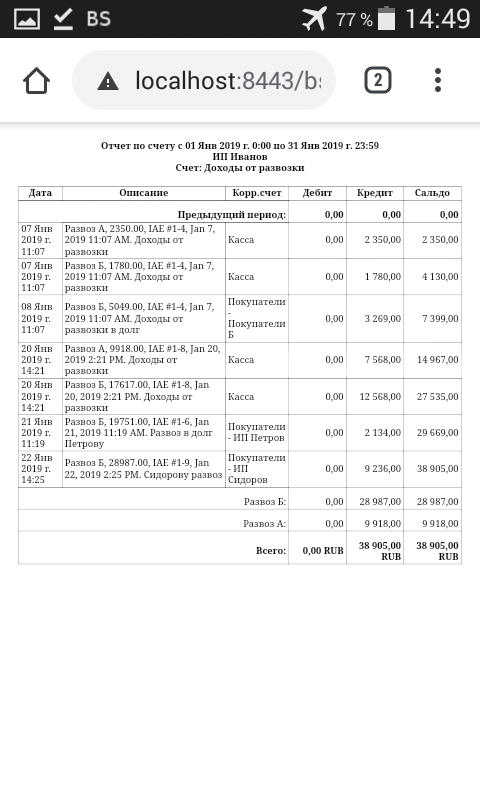 BS 77 % 14:49
localhost:8443/b 2
Отчет по счету с 01 Янв 2019 г. 0:00 по 31 Янв 2019 г. 23:59
ИП Иванов
Счет: Доходы от развозки
Дата Описание Корр.счет Дебит Кредит Сальдо
Предыдущий период: 0,00 0,00 0,00
07 Янв 2019 г. 11:07 Развоз А, 2350.00, IAE #1-4, Jan 7, 2019 11:07 AM. Доходы от развозки Касса 0,00 2 350,00 2 350,00
07 Янв 2019 г. 11:07 Развоз Б, 1780.00, IAE #1-4, Jan 7, 2019 11:07 AM. Доходы от развозки Касса 0,00 1 780,00 4 130,00
08 Янв 2019 г. 11:07 Развоз Б, 5049.00, IAE #1-4, Jan 7, 2019 11:07 AM. Доходы от развозки в долг Покупатели - Покупатели Б 0,00 3 269,00 7 399,00
20 Янв 2019 г. 14:21 Развоз А, 9918.00, IAE #1-8, Jan 20, 2019 2:21 PM. Доходы от развозки Касса 0,00 7 568,00 14 967,00
20 Янв 2019 г. 14:21 Развоз Б, 17617.00, IAE #1-8, Jan 20, 2019 2:21 PM. Доходы от развозки Касса 0,00 12 568,00 27 535,00
21 Янв 2019 г. 11:19 Развоз Б, 19751.00, IAE #1-6, Jan 21, 2019 11:19 AM. Развоз в долг Петрову Покупатели - ИП Петров 0,00 2 134,00 29 669,00
22 Янв 2019 г. 14:25 Развоз Б, 28987.00, IAE #1-9, Jan 22, 2019 2:25 PM. Сидорову развоз Покупатели - ИП Сидоров 0,00 9 236,00 38 905,00
Развоз Б: 0,00 28 987,00 28 987,00
Развоз А: 0,00 9 918,00 9 918,00
Всего: 0,00 RUB 38 905,00 RUB 38 905,00 RUB